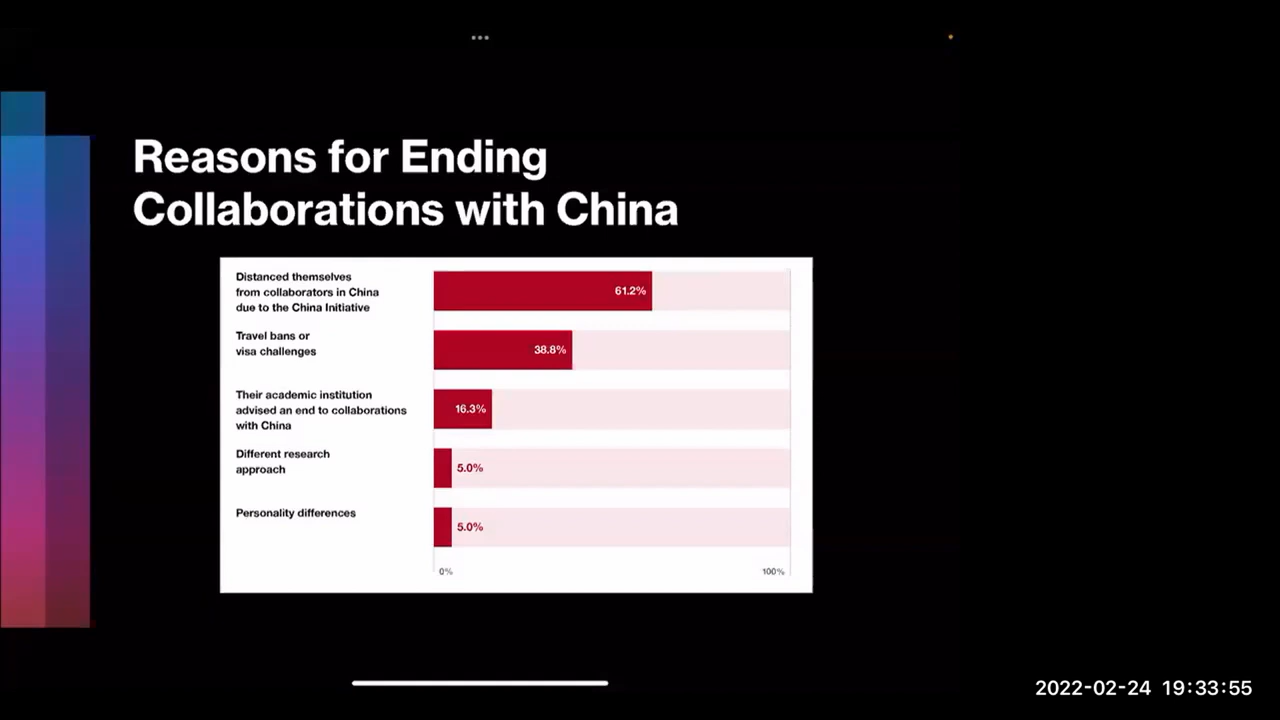 Reasons for Ending
Collaborations with China
Distanced themselves
from collaborators in China
due to the China Initiative
61.2%
Travel bans or
visa challenges
38.8%
Their academic institution
advised an end to collaborations
with China
16.3%
Different research
approach
5.0%
Personality differences
5.0%
0%
100%
2022-02-24 19:33:55